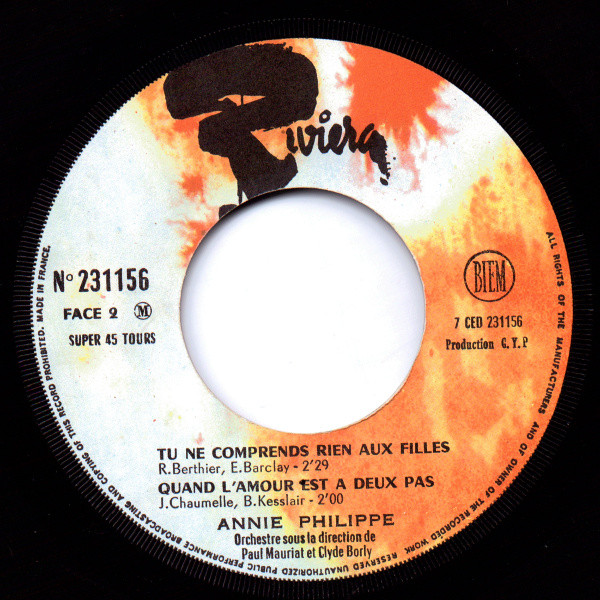 Riviera
N° 231156
FACE 2 M
SUPER 45 TOURS
BIEM
7 CED 231156
Production G. Y. P
TU NE COMPRENDS RIEN AUX FILLES
R.Berthier, E.Barclay - 2'29
QUAND L'AMOUR EST A DEUX PAS
J.Chaumelle, B.Kesslair - 2'00
ANNIE PHILIPPE
Orchestre sous la direction de
Paul Mauriat et Clyde Borly
ALL RIGHTS OF THE MANUFACTURERS AND OF OWNER OF THE RECORDED WORK RESERVED. UNAUTHORIZED PUBLIC PERFORMANCE BROADCASTING AND COPYING OF THIS RECORD PROHIBITED. MADE IN FRANCE.